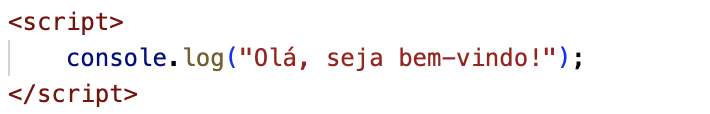 <script>
console.log("Olá, seja bem-vindo!");
</script>